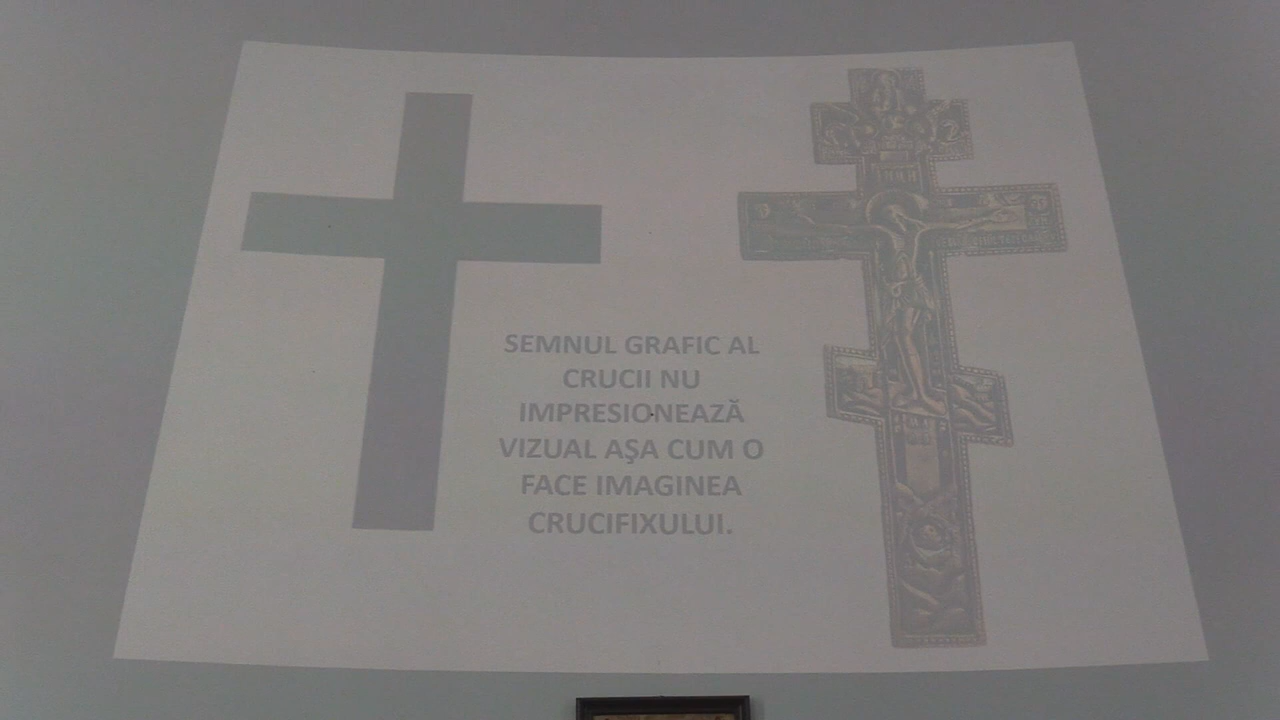 SEMNUL GRAFIC AL
CRUCII NU
IMPRESIONEAZĂ
VIZUAL AŞA CUM O
FACE IMAGINEA
CRUCIFIXULUI.